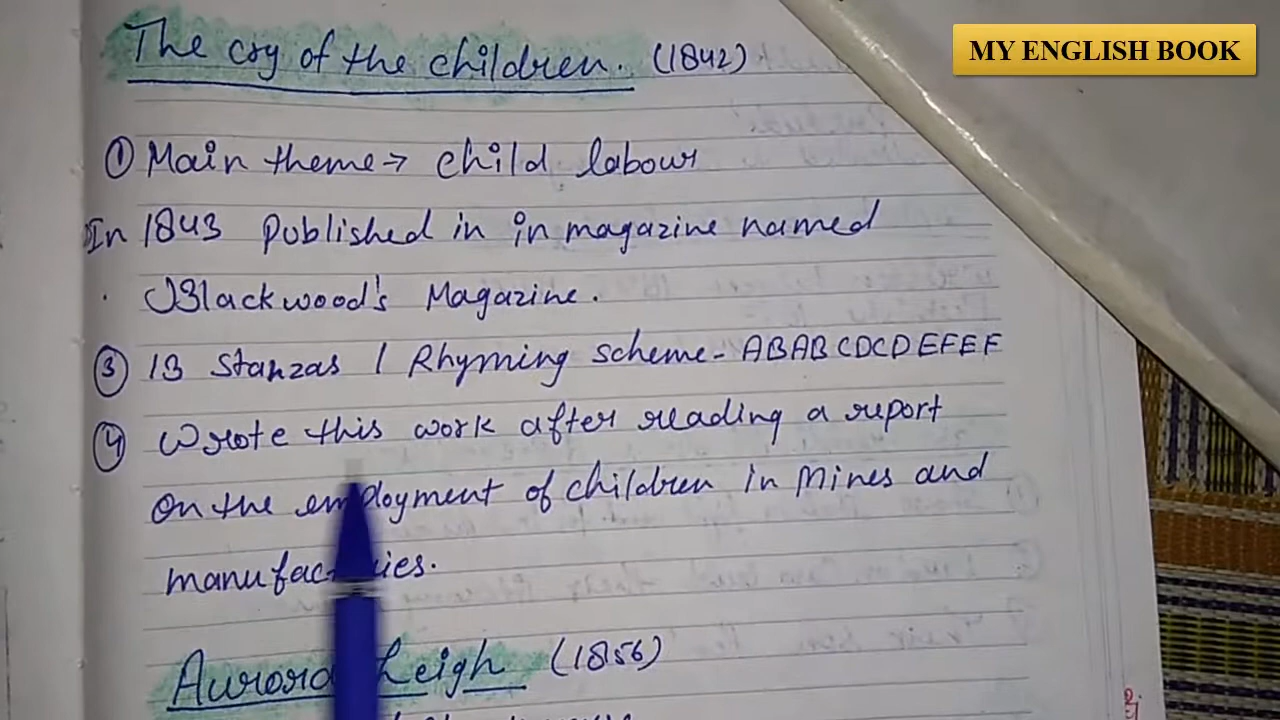 MY ENGLISH BOOK
The cry of the children. (1842)
① Main theme → child labour
In 1843 Published in in magazine named
Blackwood's Magazine.
③ 13 Stanzas / Rhyming scheme - ABABCDCDEFEF
④ Wrote this work after reading a report
on the employment of children in Mines and
manufactories.
Aurora Leigh (1856)